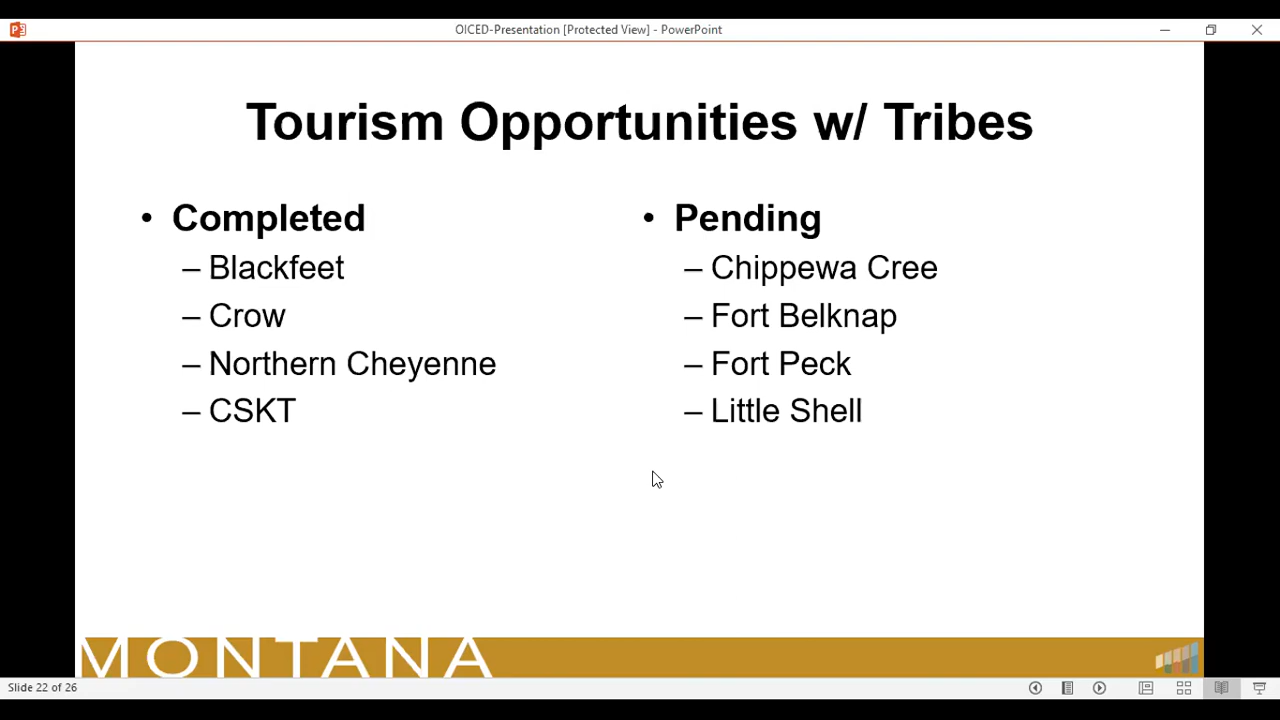 OICED-Presentation [Protected View] - PowerPoint
Tourism Opportunities w/ Tribes
• Completed
– Blackfeet
– Crow
– Northern Cheyenne
– CSKT
• Pending
– Chippewa Cree
– Fort Belknap
– Fort Peck
– Little Shell
MONTANA
Slide 22 of 26